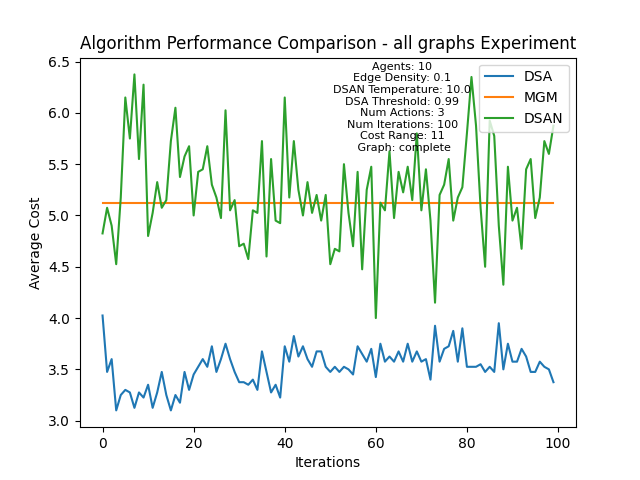 Algorithm Performance Comparison - all graphs Experiment
Agents: 10
Edge Density: 0.1
DSAN Temperature: 10.0
DSA Threshold: 0.99
Num Actions: 3
Num Iterations: 100
Cost Range: 11
Graph: complete
DSA
MGM
DSAN
Average Cost
6.5
6.0
5.5
5.0
4.5
4.0
3.5
3.0
0 20 40 60 80 100
Iterations